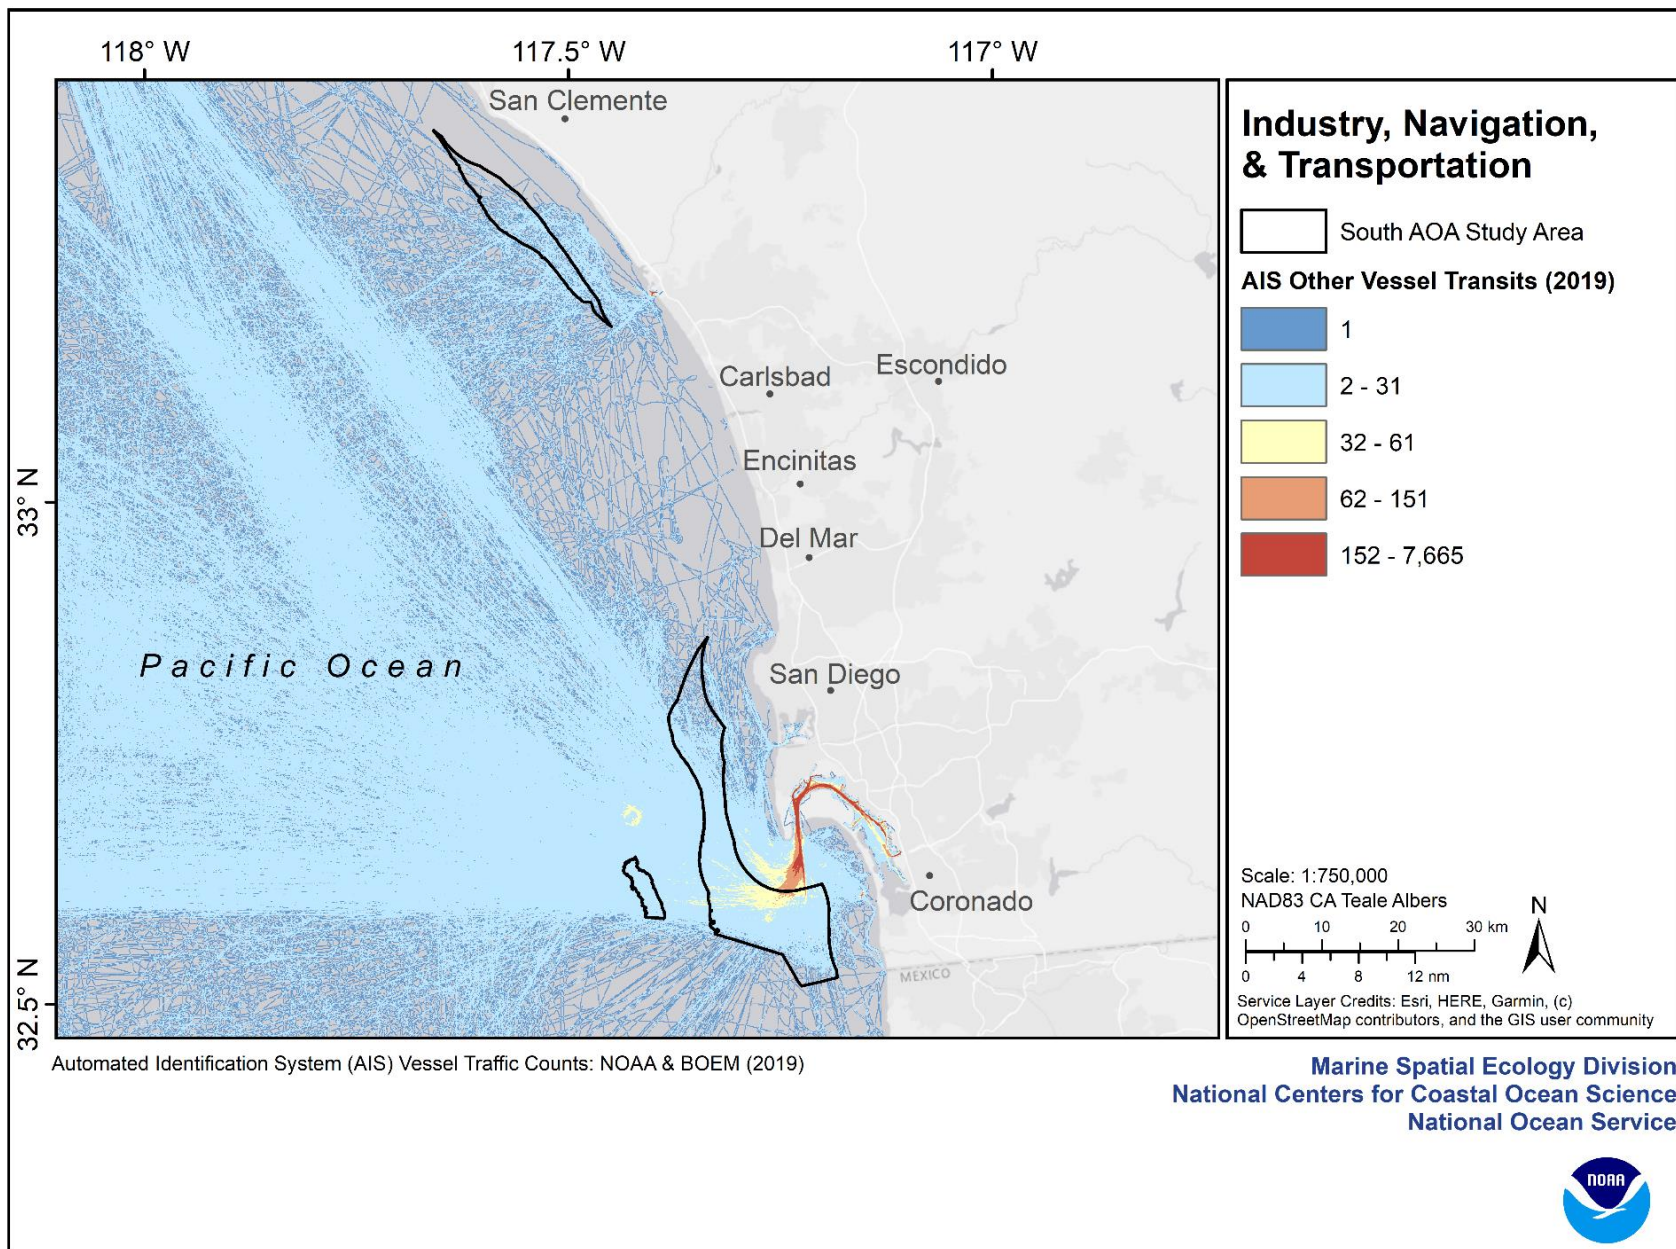 118° W
117.5° W
117° W
San Clemente
Carlsbad
Escondido
Encinitas
33° N
Del Mar
Pacific Ocean
San Diego
Coronado
MEXICO
32.5° N
Industry, Navigation,
& Transportation
South AOA Study Area
AIS Other Vessel Transits (2019)
1
2 - 31
32 - 61
62 - 151
152 - 7,665
Scale: 1:750,000
NAD83 CA Teale Albers
0 10 20 30 km
0 4 8 12 nm
N
Service Layer Credits: Esri, HERE, Garmin, (c)
OpenStreetMap contributors, and the GIS user community
Automated Identification System (AIS) Vessel Traffic Counts: NOAA & BOEM (2019)
Marine Spatial Ecology Division
National Centers for Coastal Ocean Science
National Ocean Service
NOAA